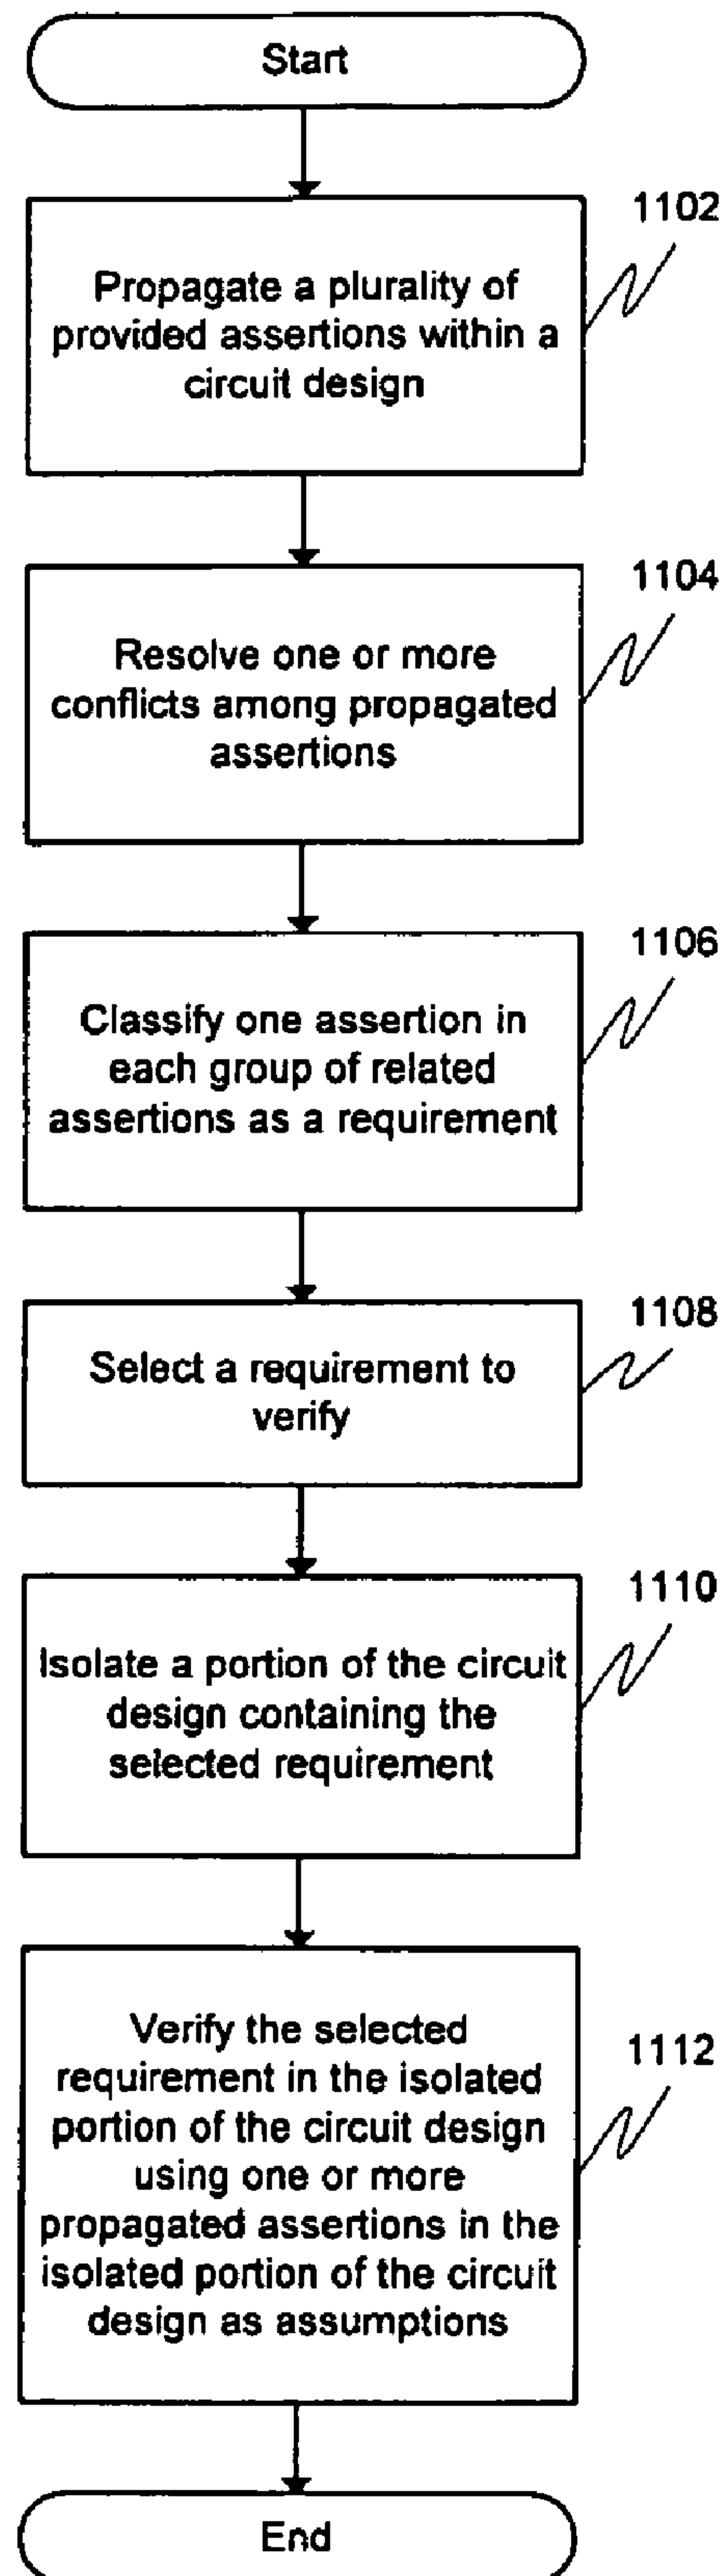 Start
1102
Propagate a plurality of
provided assertions within a
circuit design
1104
Resolve one or more
conflicts among propagated
assertions
1106
Classify one assertion in
each group of related
assertions as a requirement
1108
Select a requirement to
verify
1110
Isolate a portion of the circuit
design containing the
selected requirement
1112
Verify the selected
requirement in the isolated
portion of the circuit design
using one or more
propagated assertions in the
isolated portion of the circuit
design as assumptions
End